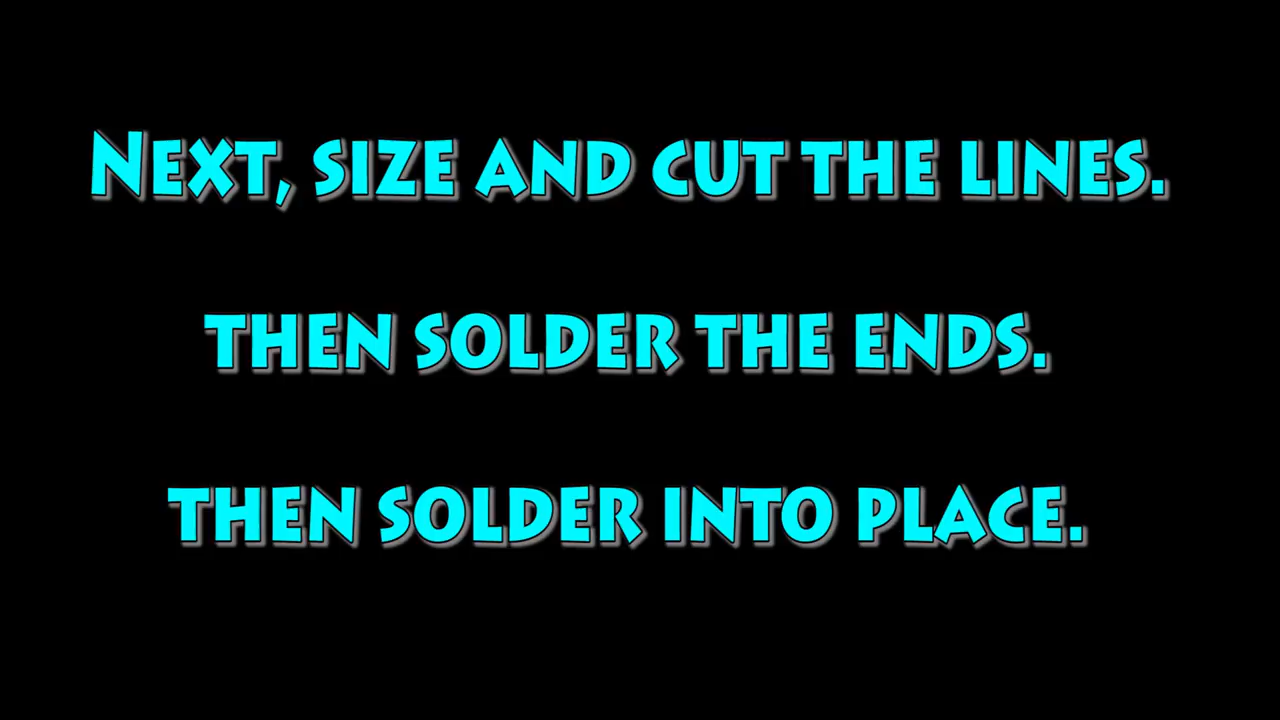 Next, size and cut the lines.
then solder the ends.
then solder into place.